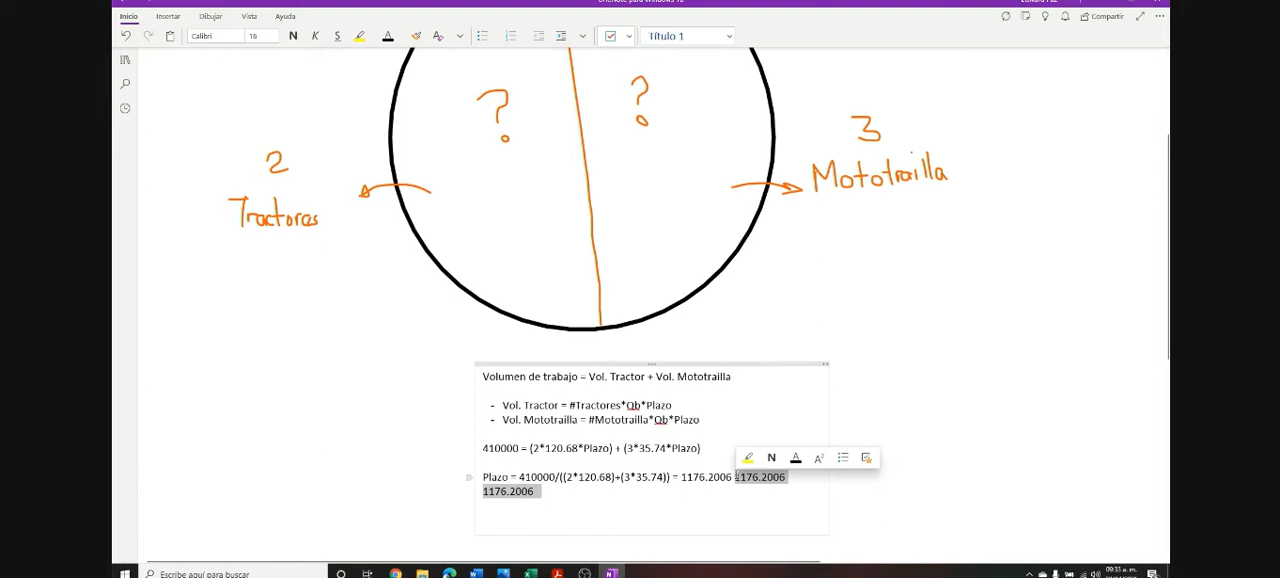 Inicio Insertar Dibujar Vista Ayuda
Compartir
Calibri 16 N K S A Título 1
?
?
3
Mototrailla
2
Tractores
Volumen de trabajo = Vol. Tractor + Vol. Mototrailla
- Vol. Tractor = #Tractores*Qb*Plazo
- Vol. Mototrailla = #Mototrailla*Qb*Plazo
410000 = (2*120.68*Plazo) + (3*35.74*Plazo)
N A A
Plazo = 410000/((2*120.68)+(3*35.74)) = 1176.2006 1176.2006
1176.2006
Escribe aquí para buscar
09:33 a. m.